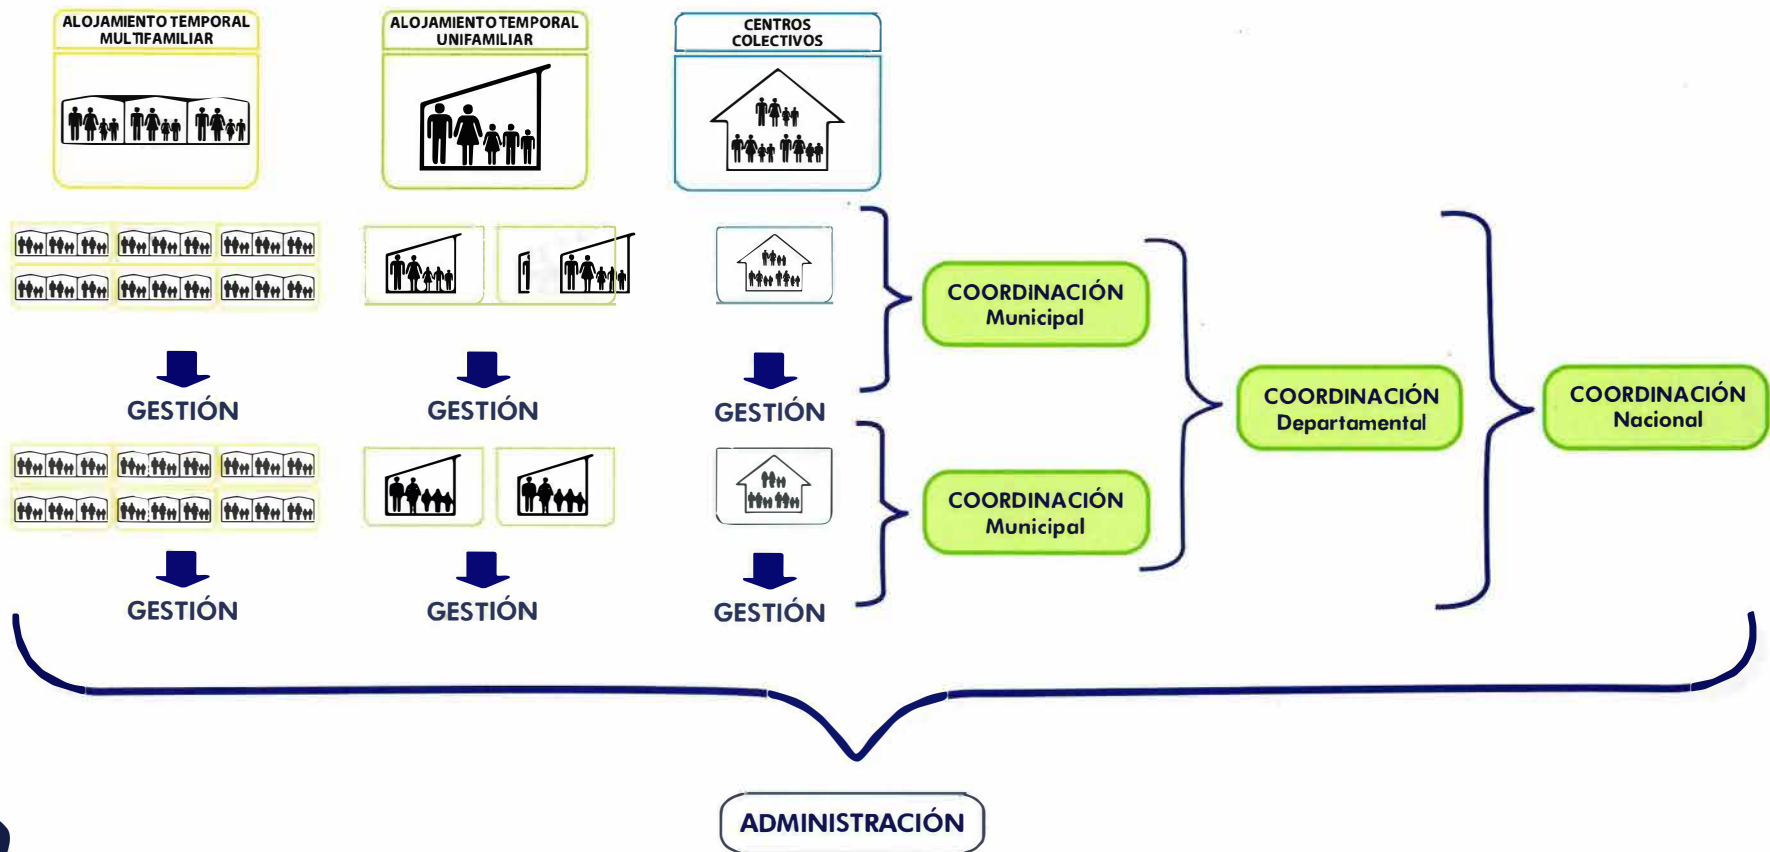 ALOJAMIENTO TEMPORAL
MULTIFAMILIAR
ALOJAMIENTO TEMPORAL
UNIFAMILIAR
CENTROS
COLECTIVOS
COORDINACIÓN
Municipal
GESTIÓN
GESTIÓN
GESTIÓN
COORDINACIÓN
Departamental
COORDINACIÓN
Nacional
COORDINACIÓN
Municipal
GESTIÓN
GESTIÓN
GESTIÓN
ADMINISTRACIÓN